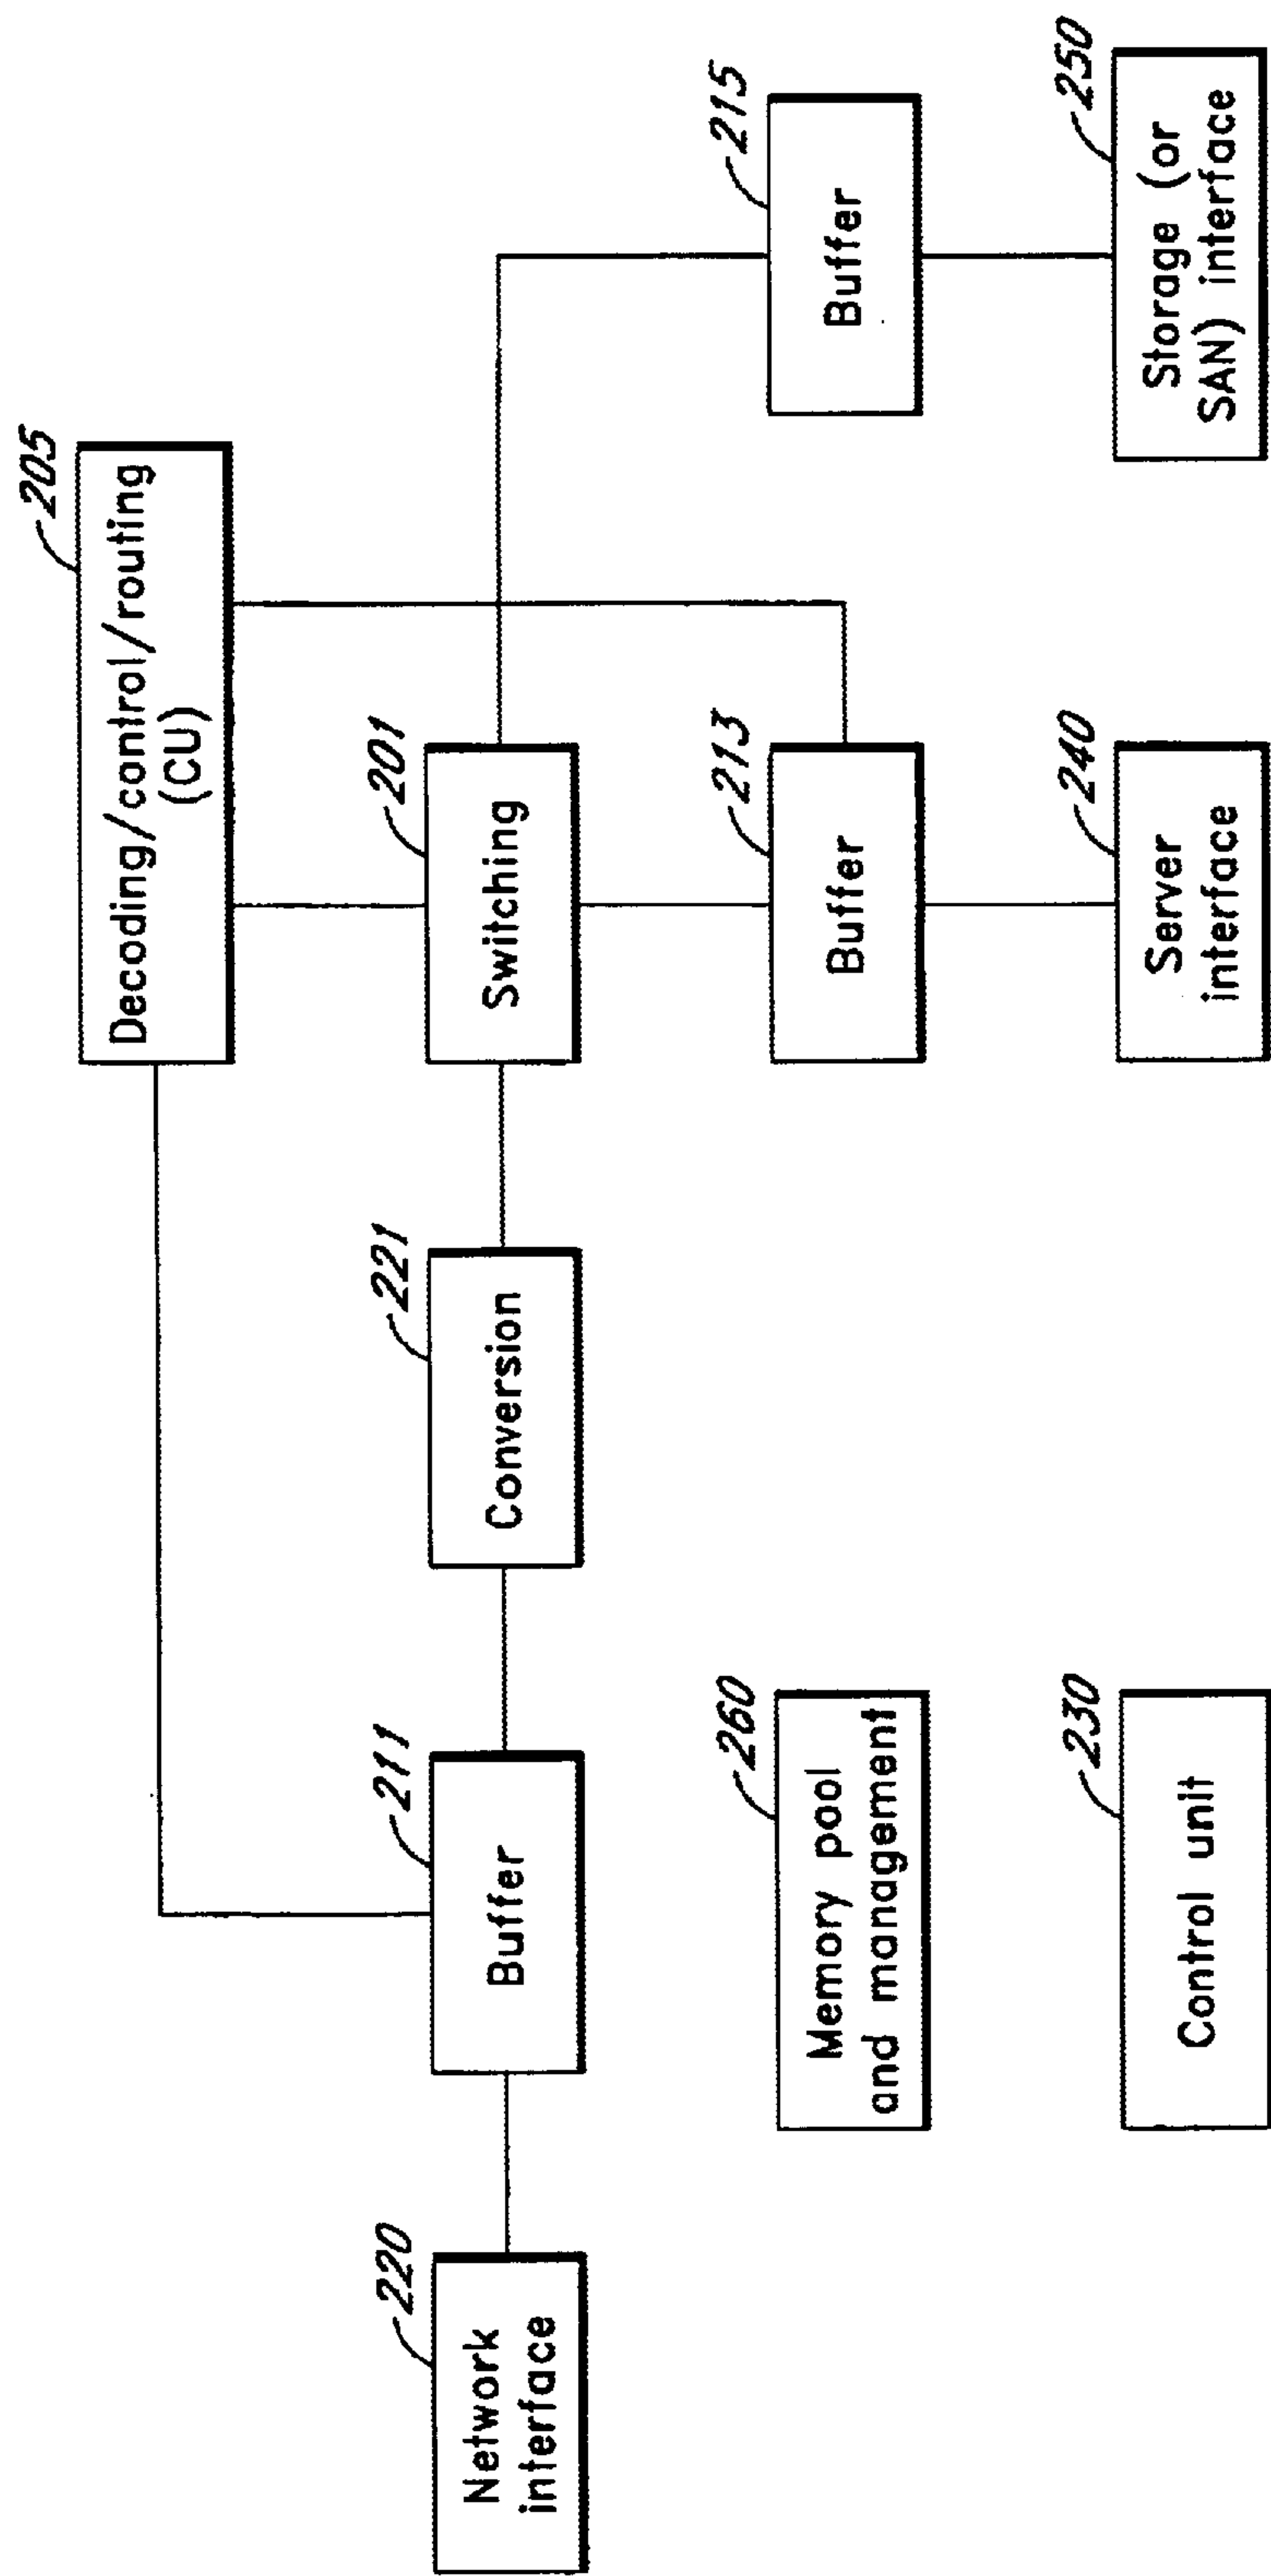 205
Decoding/control/routing
(CU)
220
Network
interface
211
Buffer
221
Conversion
201
Switching
260
Memory pool
and management
213
Buffer
215
Buffer
230
Control unit
240
Server
interface
250
Storage (or
SAN) interface